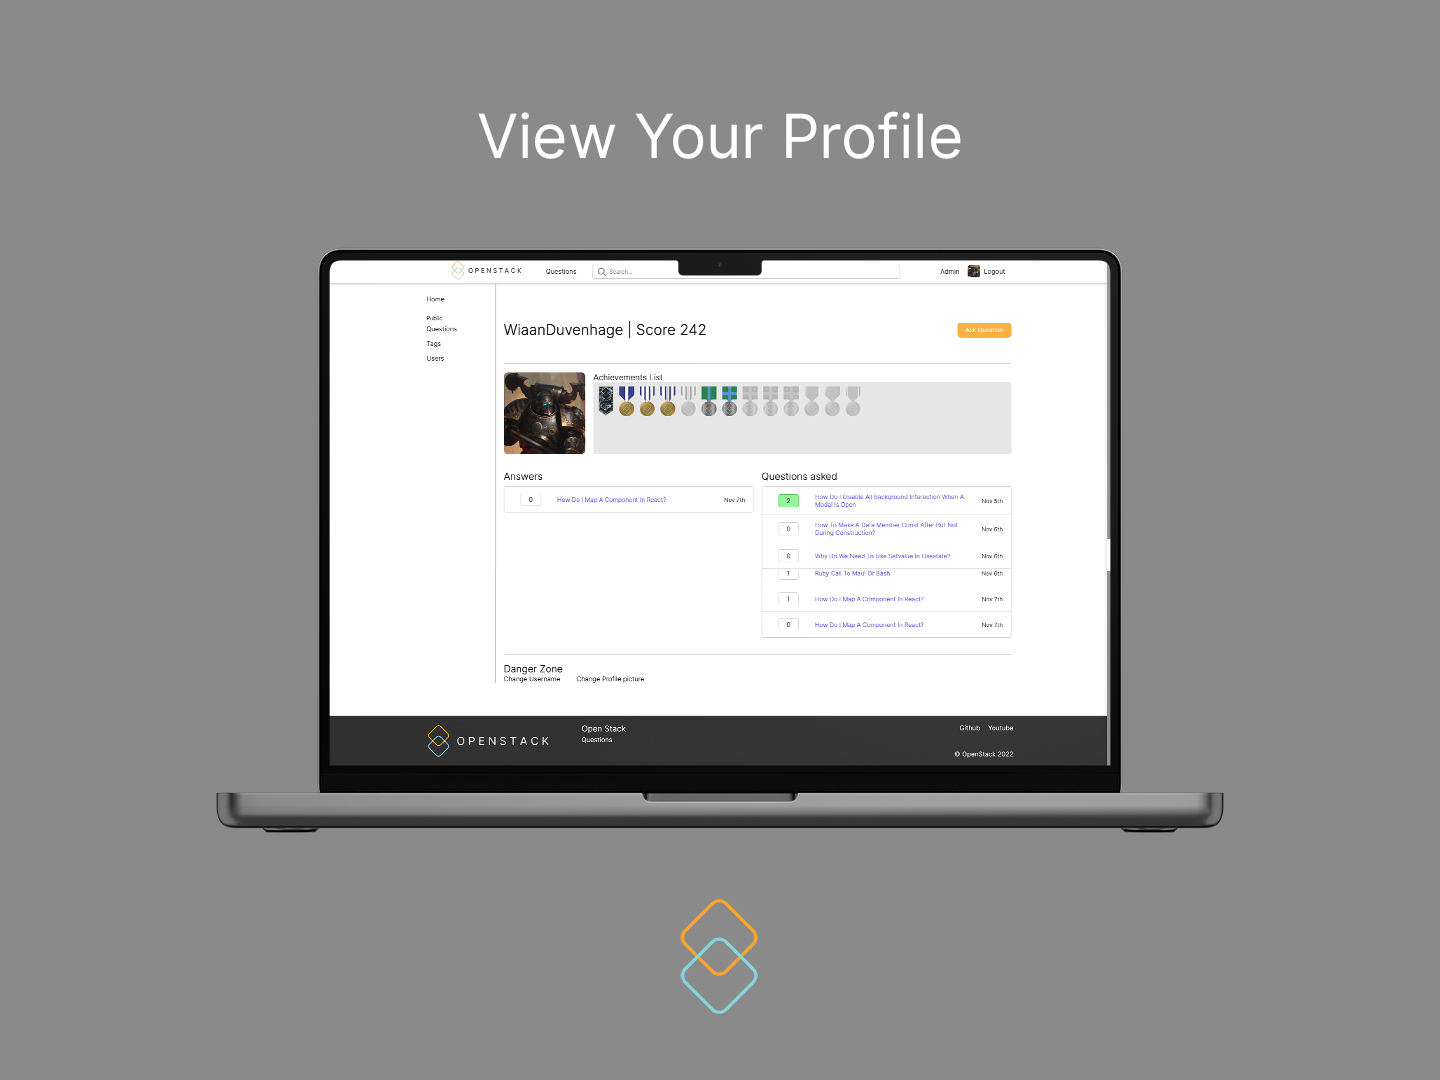 View Your Profile
OPENSTACK
Questions
Search...
Admin
Logout
Home
Public
Questions
Tags
Users
WiaanDuvenhage | Score 242
Ask Question
Achievements List
Answers
0 How Do I Map A Component In React? Nov 7th
Questions asked
2 How Do I Disable All Background Interaction When A Nov 5th
Modal Is Open
0 How To Make A Data Member Const After But Not Nov 6th
During Construction?
0 Why Do We Need To Use Setvalue In Usestate? Nov 6th
1 Ruby Call Te Maul Or Bash Nov 6th
1 How Do I Map A Component In React? Nov 7th
0 How Do I Map A Component In React? Nov 7th
Danger Zone
Change Username Change Profile picture
OPENSTACK
Open Stack
Questions
Github Youtube
© OpenStack 2022